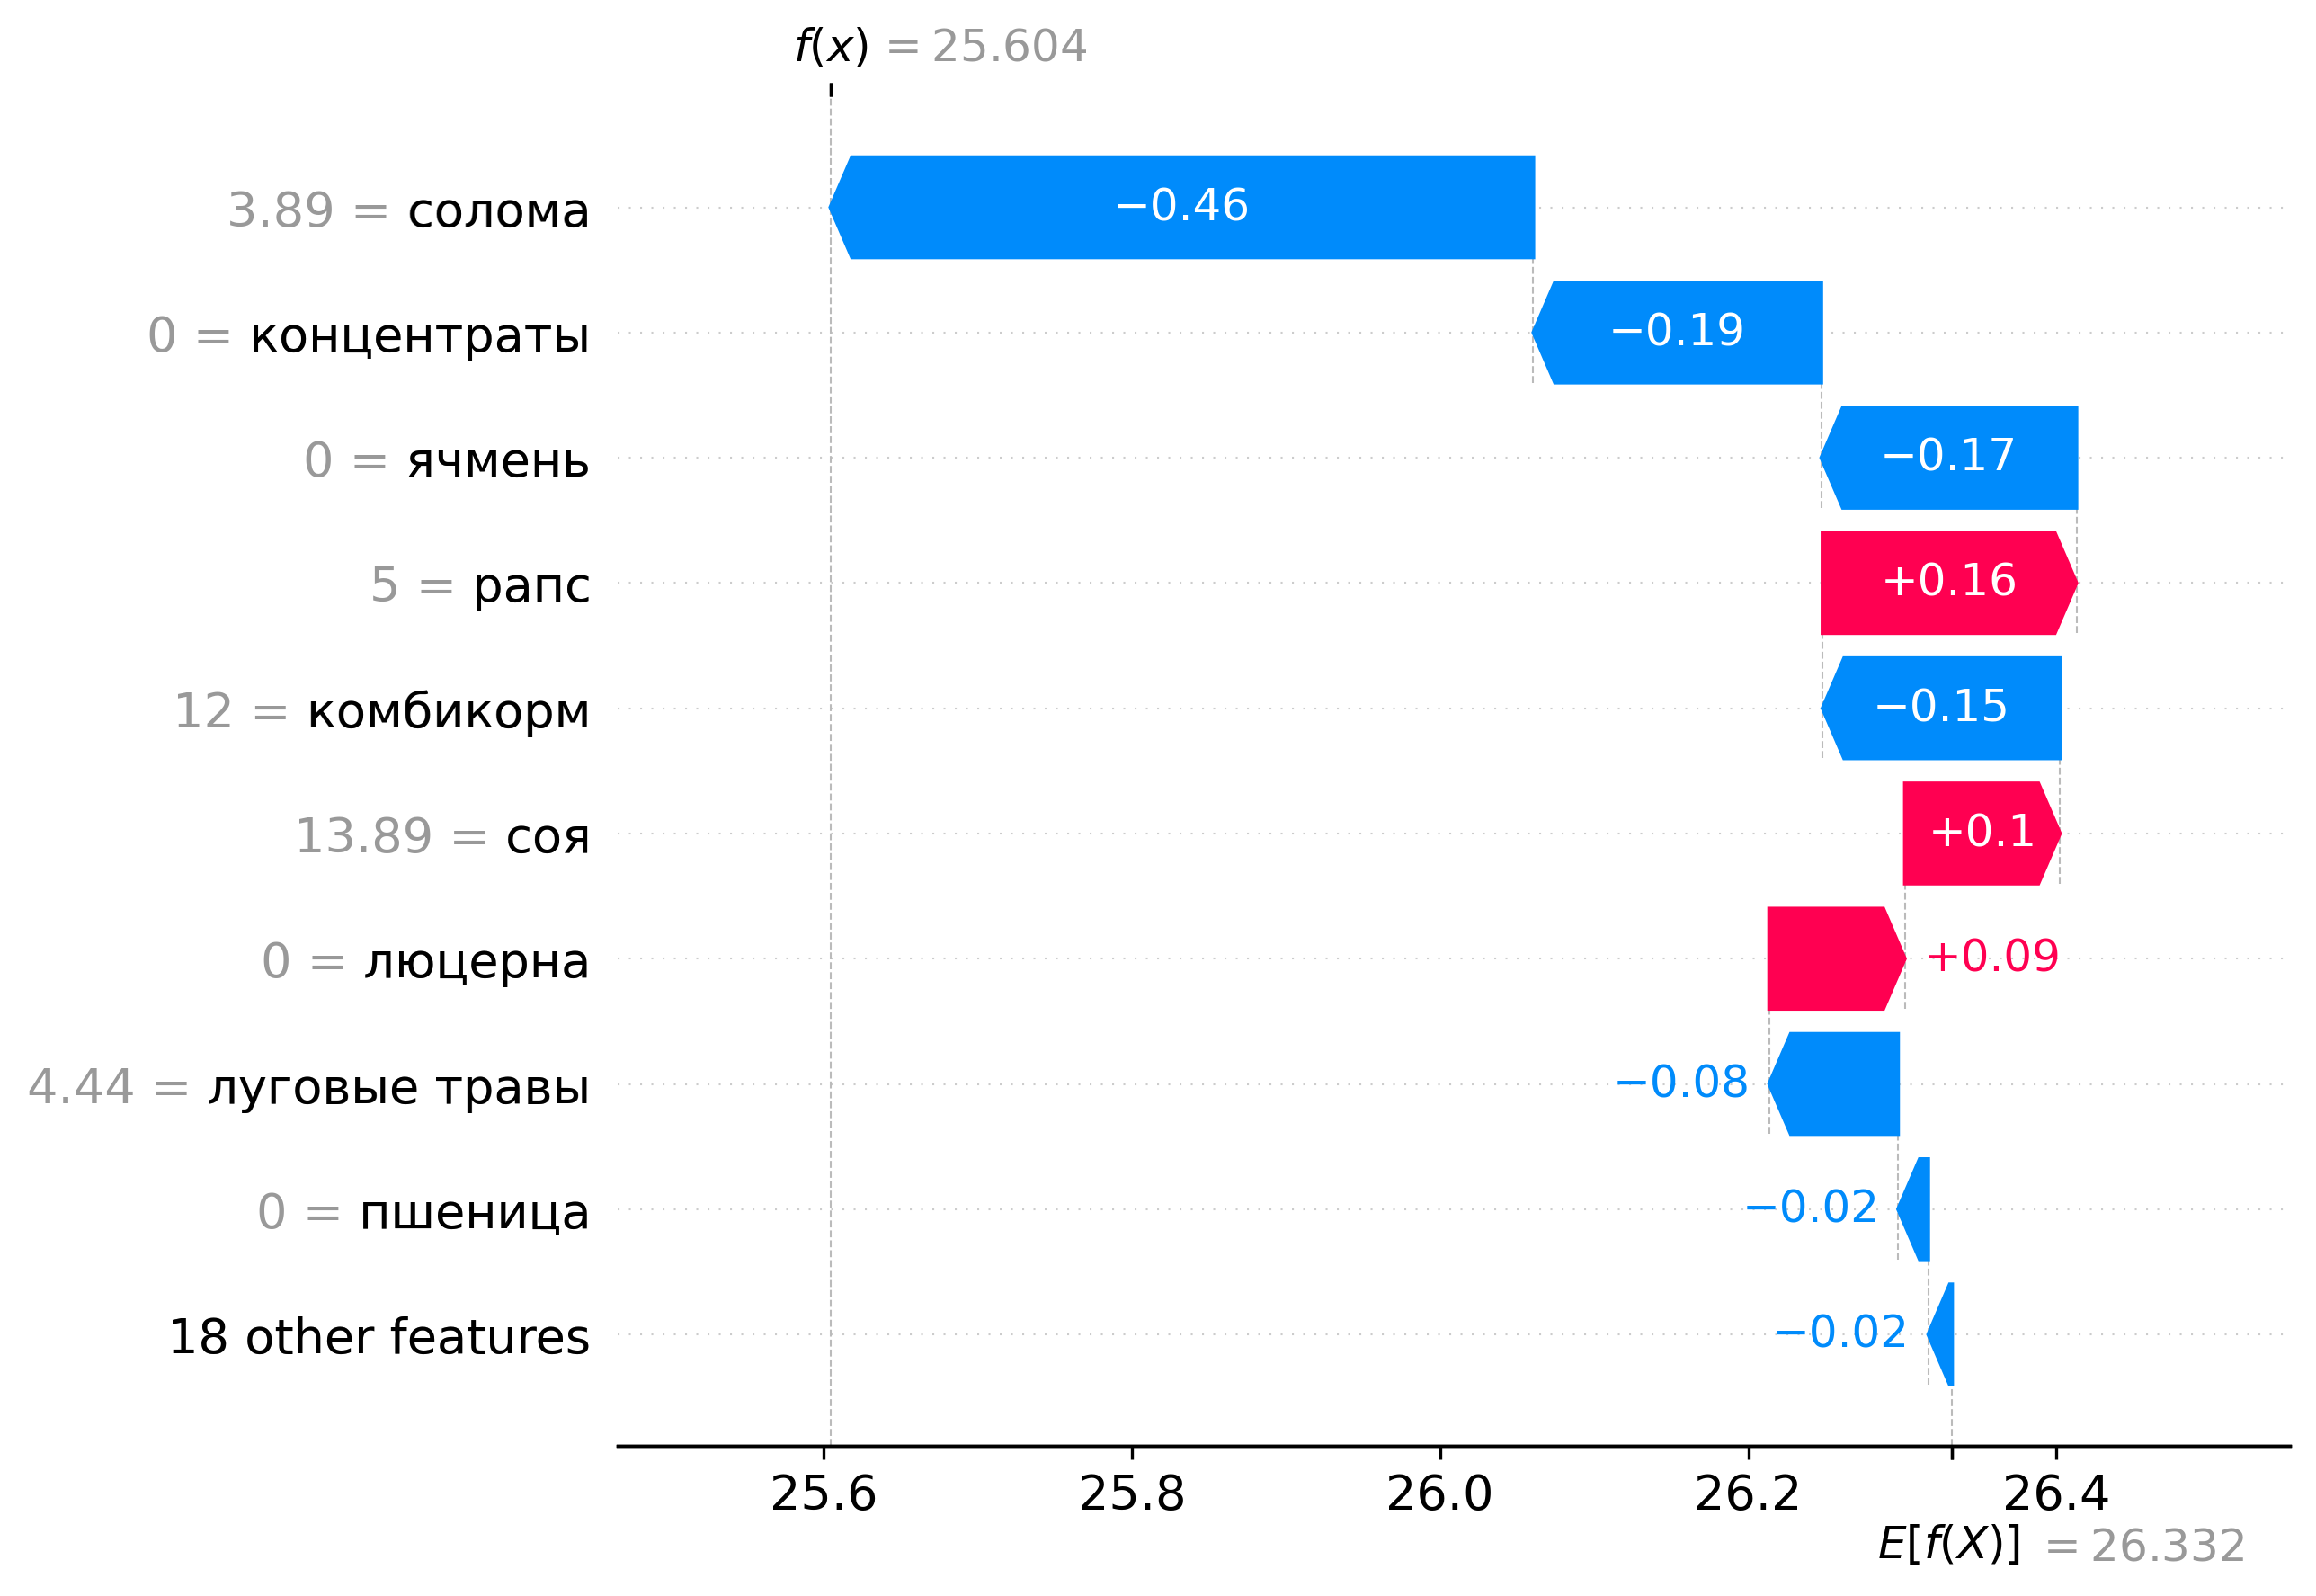 f(x) = 25.604
3.89 = солома −0.46
0 = концентраты −0.19
0 = ячмень −0.17
5 = рапс +0.16
12 = комбикорм −0.15
13.89 = соя +0.1
0 = люцерна +0.09
4.44 = луговые травы −0.08
0 = пшеница −0.02
18 other features −0.02
25.6 25.8 26.0 26.2 26.4
E[f(X)] = 26.332